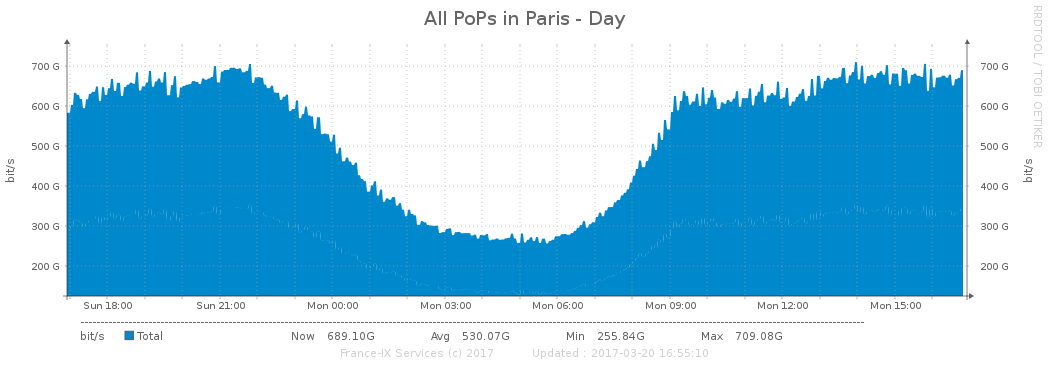 All PoPs in Paris - Day
RRDTOOL / TOBI OETIKER
bit/s
700 G
600 G
500 G
400 G
300 G
200 G
700 G
600 G
500 G
400 G
300 G
200 G
bit/s
Sun 18:00 Sun 21:00 Mon 00:00 Mon 03:00 Mon 06:00 Mon 09:00 Mon 12:00 Mon 15:00
bit/s Total Now 689.10G Avg 530.07G Min 255.84G Max 709.08G
France-IX Services (c) 2017 Updated : 2017-03-20 16:55:10